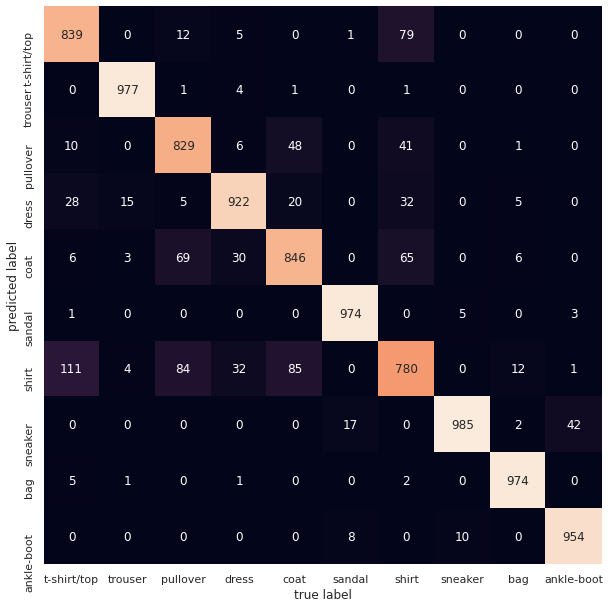 839 0 12 5 0 1 79 0 0 0
t-shirt/top
0 977 1 4 1 0 1 0 0 0
trouser
10 0 829 6 48 0 41 0 1 0
pullover
28 15 5 922 20 0 32 0 5 0
dress
6 3 69 30 846 0 65 0 6 0
coat
predicted label
1 0 0 0 0 974 0 5 0 3
sandal
111 4 84 32 85 0 780 0 12 1
shirt
0 0 0 0 0 17 0 985 2 42
sneaker
5 1 0 1 0 0 2 0 974 0
bag
0 0 0 0 0 8 0 10 0 954
ankle-boot
t-shirt/top trouser pullover dress coat sandal shirt sneaker bag ankle-boot
true label